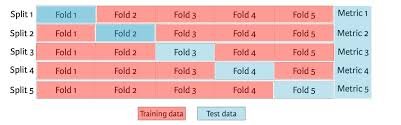 Split 1 Fold 1 Fold 2 Fold 3 Fold 4 Fold 5 Metric 1
Split 2 Fold 1 Fold 2 Fold 3 Fold 4 Fold 5 Metric 2
Split 3 Fold 1 Fold 2 Fold 3 Fold 4 Fold 5 Metric 3
Split 4 Fold 1 Fold 2 Fold 3 Fold 4 Fold 5 Metric 4
Split 5 Fold 1 Fold 2 Fold 3 Fold 4 Fold 5 Metric 5
Training data Test data